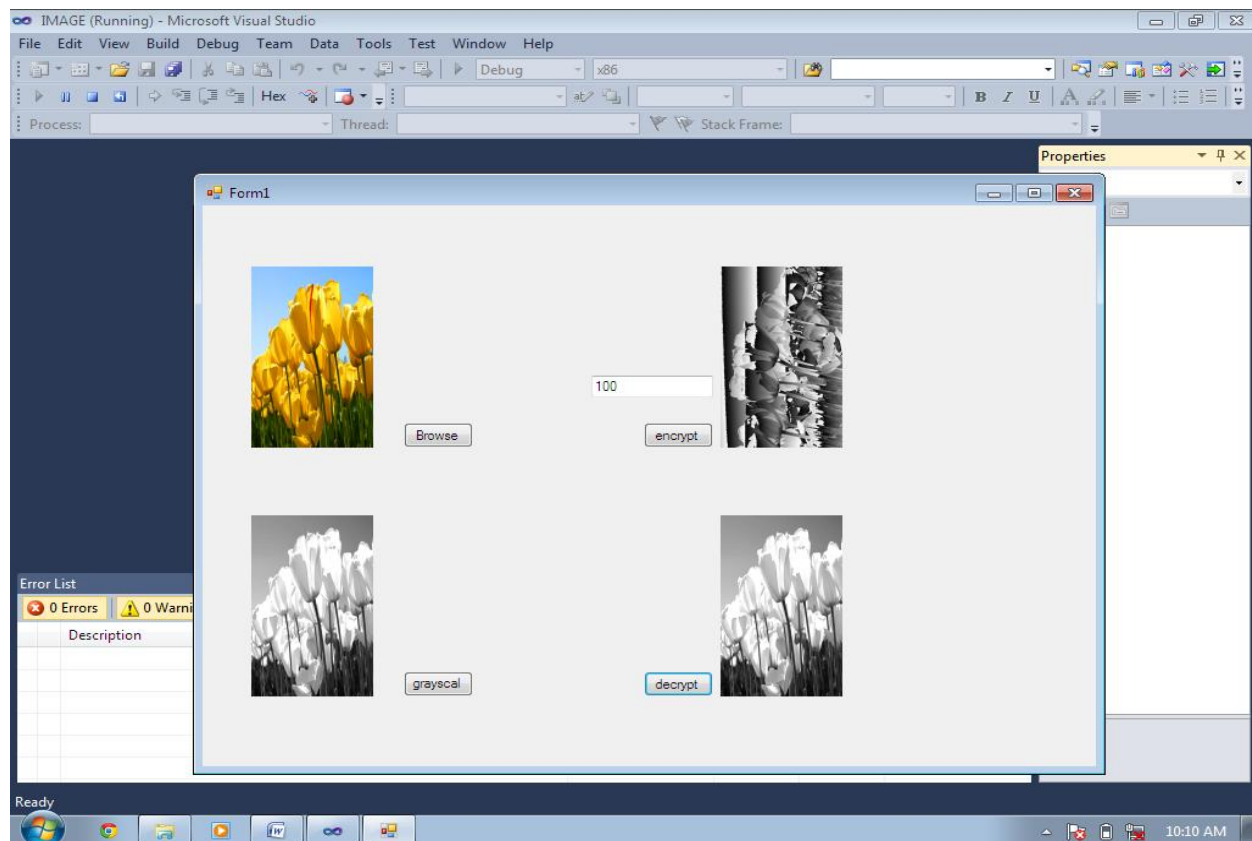 IMAGE (Running) - Microsoft Visual Studio
File Edit View Build Debug Team Data Tools Test Window Help
Debug x86
Hex B I U A
Process: Thread: Stack Frame:
Properties
Form1
100
Browse encrypt
Error List
0 Errors 0 Warni
Description
grayscal decrypt
Ready
10:10 AM